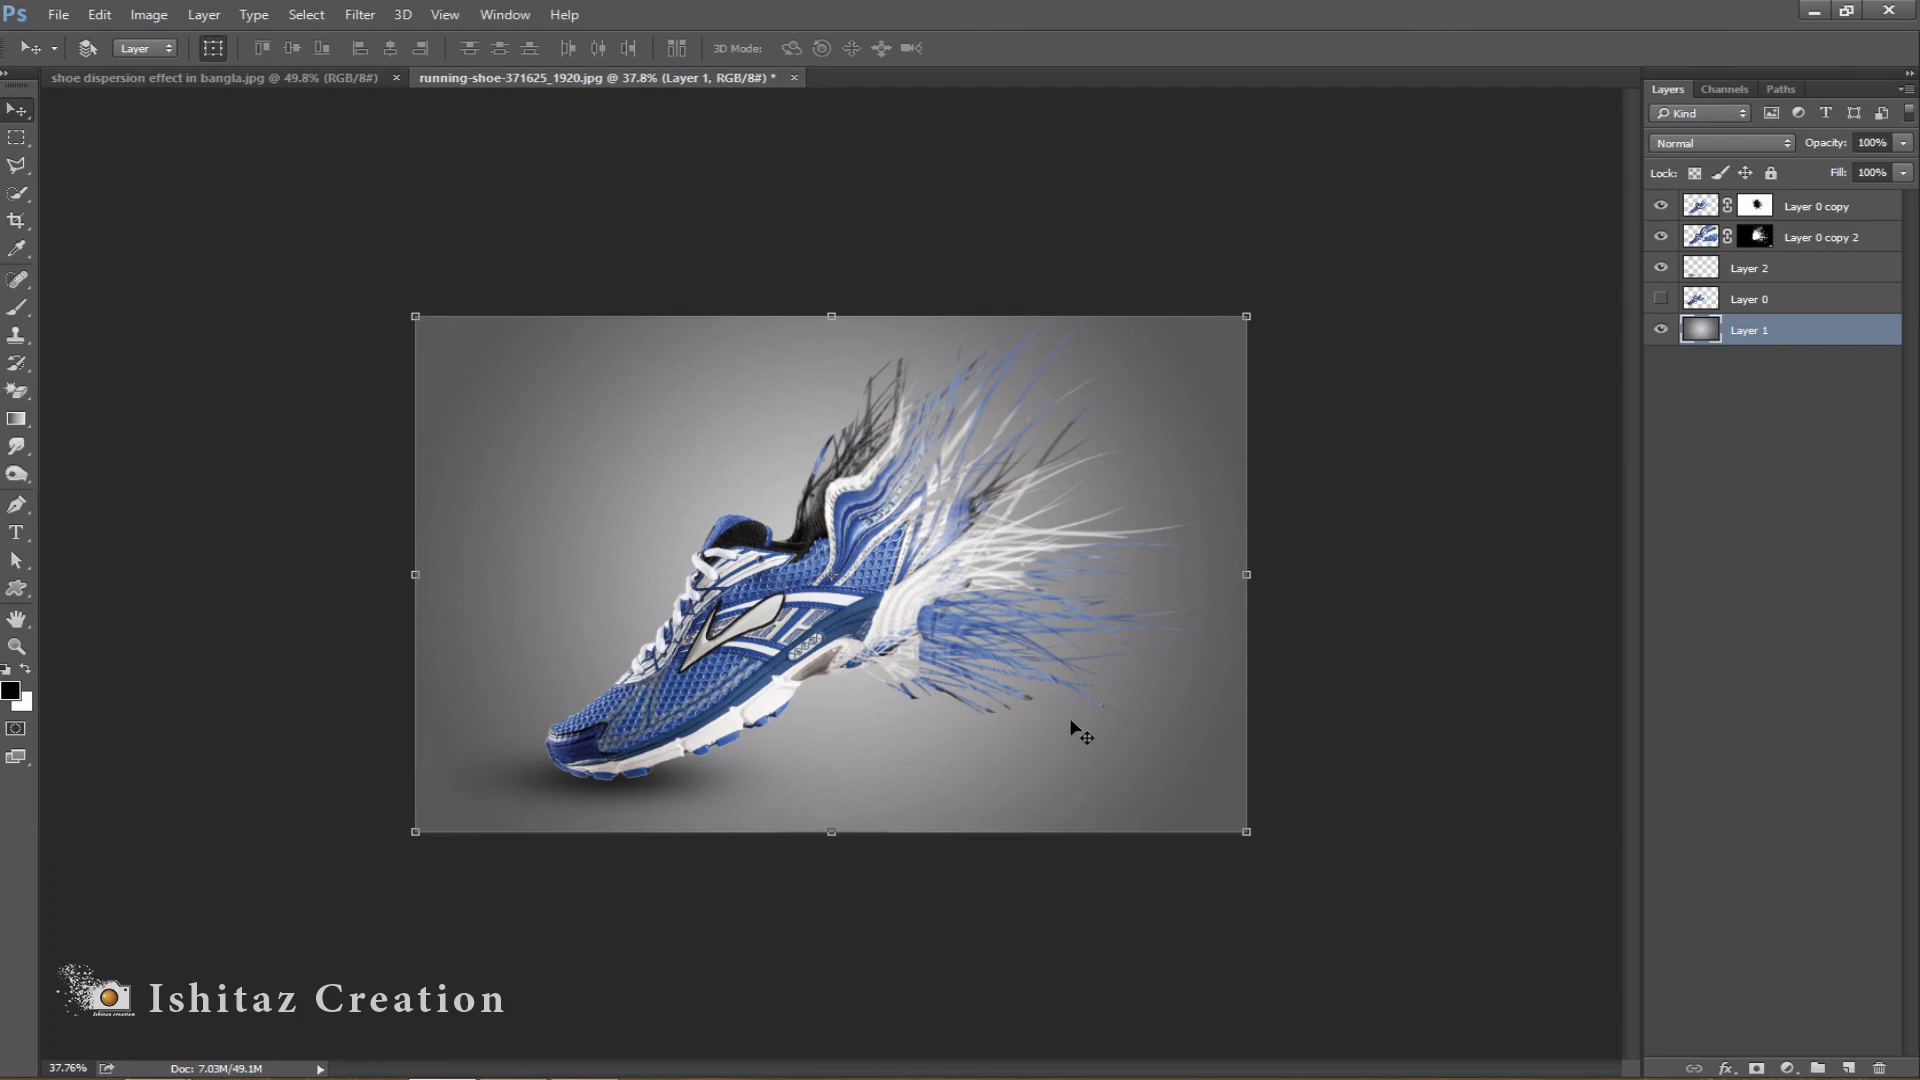 Ps File Edit Image Layer Type Select Filter 3D View Window Help
Layer 3D Mode:
shoe dispersion effect in bangla.jpg @ 49.8% (RGB/8#) × running-shoe-371625_1920.jpg @ 37.8% (Layer 1, RGB/8#) * ×
Layers Channels Paths
Kind
Normal Opacity: 100%
Lock: Fill: 100%
Layer 0 copy
Layer 0 copy 2
Layer 2
Layer 0
Layer 1
Ishitaz Creation
Ishitaz creation
37.76% Doc: 7.03M/49.1M